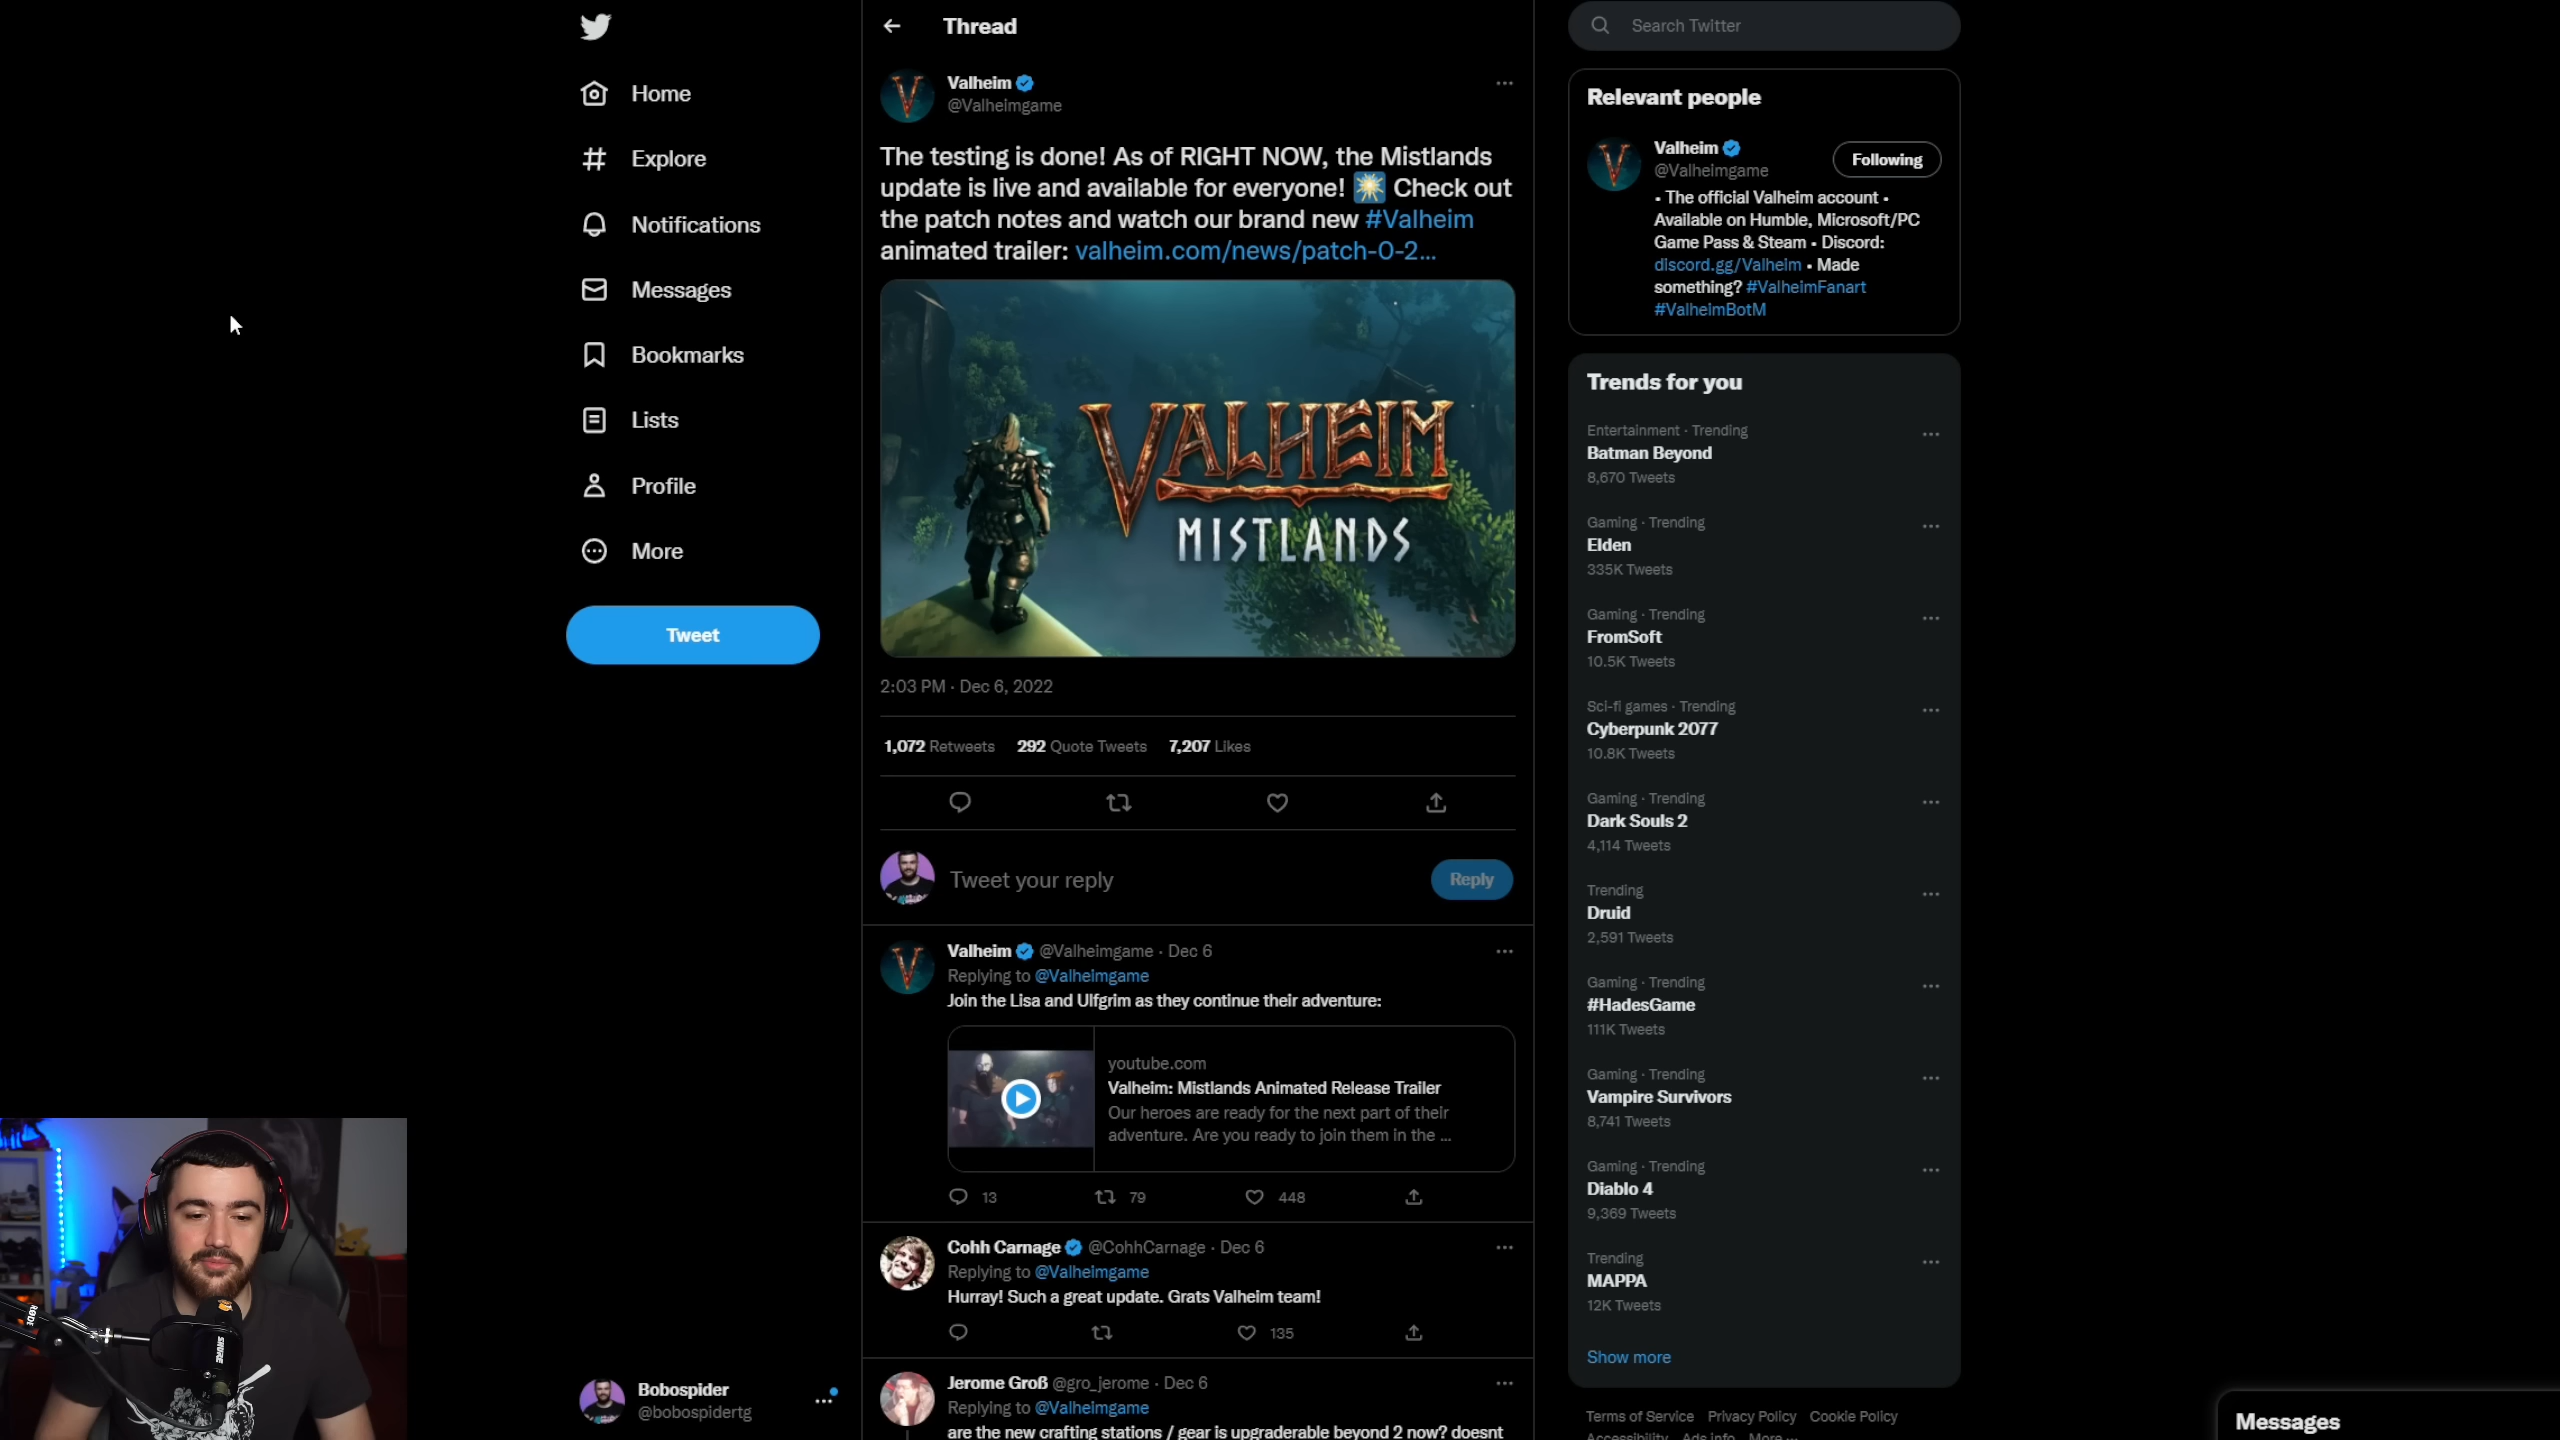 Home
Explore
Notifications
Messages
Bookmarks
Lists
Profile
More
Tweet
Bobospider
@bobospidertg
Thread
Valheim
@Valheimgame
The testing is done! As of RIGHT NOW, the Mistlands
update is live and available for everyone! Check out
the patch notes and watch our brand new #Valheim
animated trailer: valheim.com/news/patch-0-2…
VALHEIM
MISTLANDS
2:03 PM · Dec 6, 2022
1,072 Retweets 292 Quote Tweets 7,207 Likes
Tweet your reply
Reply
Valheim @Valheimgame · Dec 6
Replying to @Valheimgame
Join the Lisa and Ulfgrim as they continue their adventure:
youtube.com
Valheim: Mistlands Animated Release Trailer
Our heroes are ready for the next part of their
adventure. Are you ready to join them in the ...
13 79 448
Cohh Carnage @CohhCarnage · Dec 6
Replying to @Valheimgame
Hurray! Such a great update. Grats Valheim team!
135
Jerome Groß @gro_jerome · Dec 6
Replying to @Valheimgame
are the new crafting stations / gear is upgraderable beyond 2 now? doesnt
Search Twitter
Relevant people
Valheim
@Valheimgame
Following
• The official Valheim account •
Available on Humble, Microsoft/PC
Game Pass & Steam • Discord:
discord.gg/Valheim • Made
something? #ValheimFanart
#ValheimBotM
Trends for you
Entertainment · Trending
Batman Beyond
8,670 Tweets
Gaming · Trending
Elden
335K Tweets
Gaming · Trending
FromSoft
10.5K Tweets
Sci-fi games · Trending
Cyberpunk 2077
10.8K Tweets
Gaming · Trending
Dark Souls 2
4,114 Tweets
Trending
Druid
2,591 Tweets
Gaming · Trending
#HadesGame
111K Tweets
Gaming · Trending
Vampire Survivors
8,741 Tweets
Gaming · Trending
Diablo 4
9,369 Tweets
Trending
MAPPA
12K Tweets
Show more
Terms of Service Privacy Policy Cookie Policy
Accessibility Ads info More ...
Messages
RØDE
SHURE